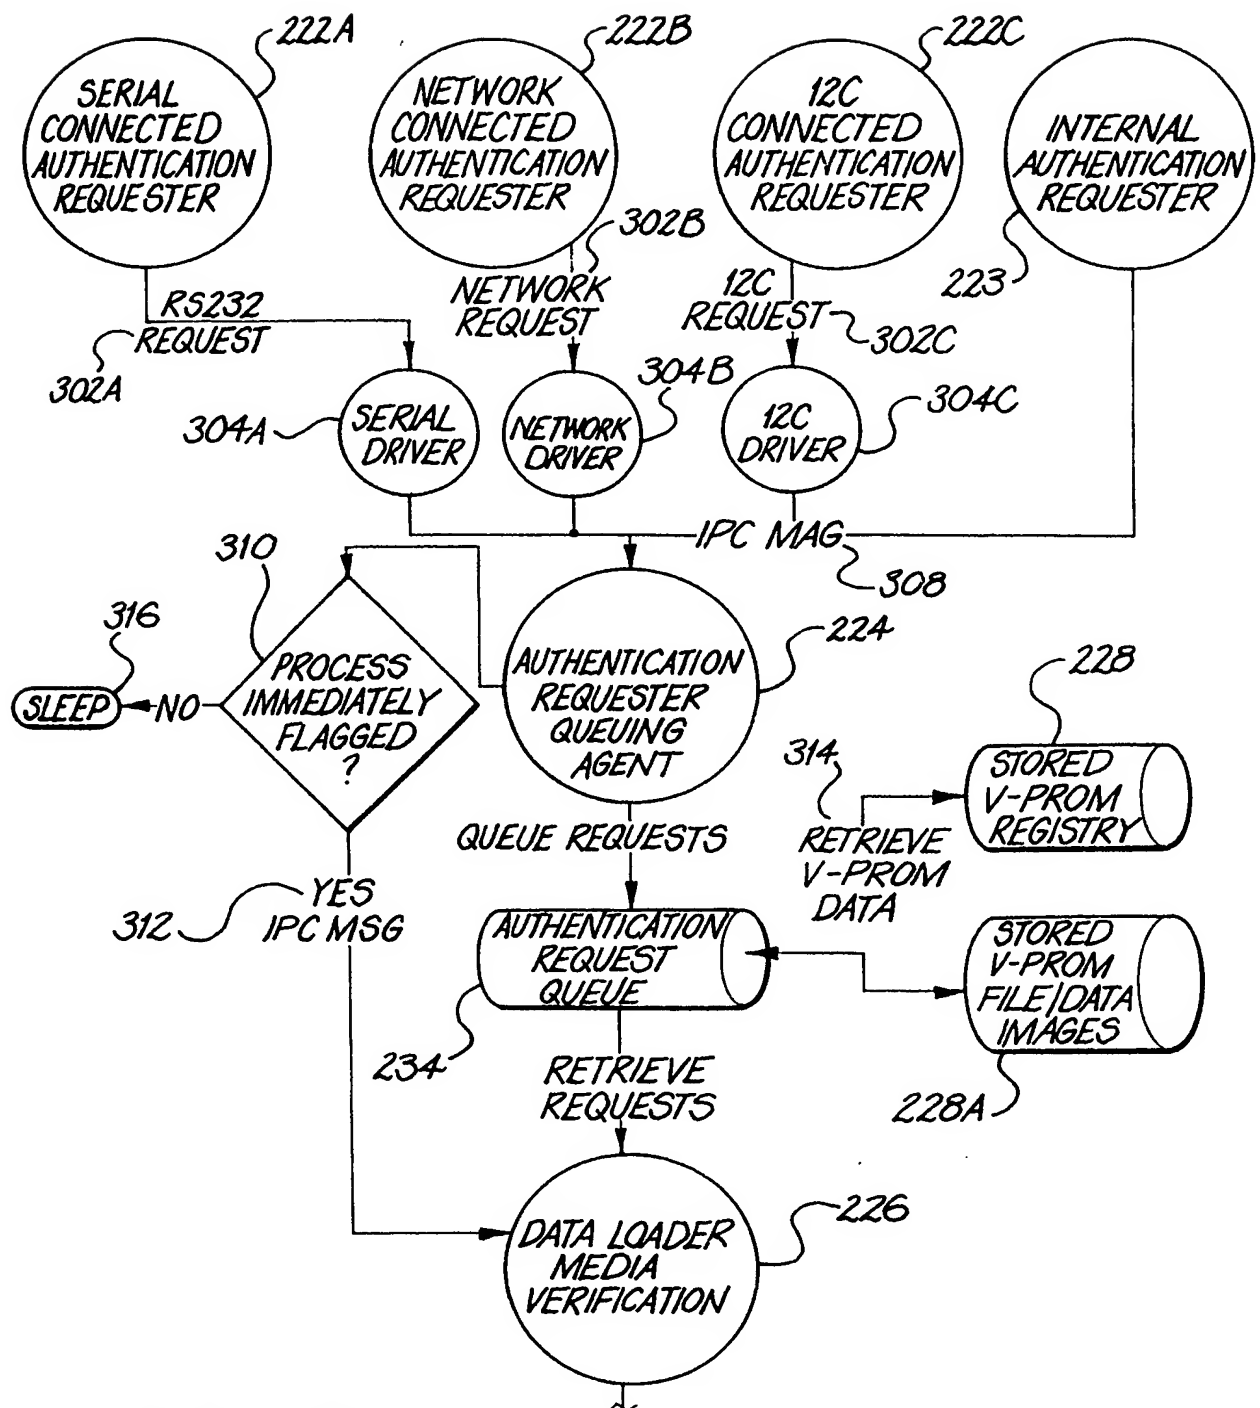 222A
222B
222C
SERIAL
CONNECTED
AUTHENTICATION
REQUESTER
NETWORK
CONNECTED
AUTHENTICATION
REQUESTER
12C
CONNECTED
AUTHENTICATION
REQUESTER
INTERNAL
AUTHENTICATION
REQUESTER
223
RS232
REQUEST
302A
302B
NETWORK
REQUEST
12C
REQUEST
302C
304A
SERIAL
DRIVER
304B
NETWORK
DRIVER
12C
DRIVER
304C
IPC MAG
308
310
316
SLEEP
NO
PROCESS
IMMEDIATELY
FLAGGED
?
AUTHENTICATION
REQUESTER
QUEUING
AGENT
224
228
STORED
V-PROM
REGISTRY
314
RETRIEVE
V-PROM
DATA
QUEUE REQUESTS
312
YES
IPC MSG
AUTHENTICATION
REQUEST
QUEUE
234
STORED
V-PROM
FILE/DATA
IMAGES
228A
RETRIEVE
REQUESTS
DATA LOADER
MEDIA
VERIFICATION
226